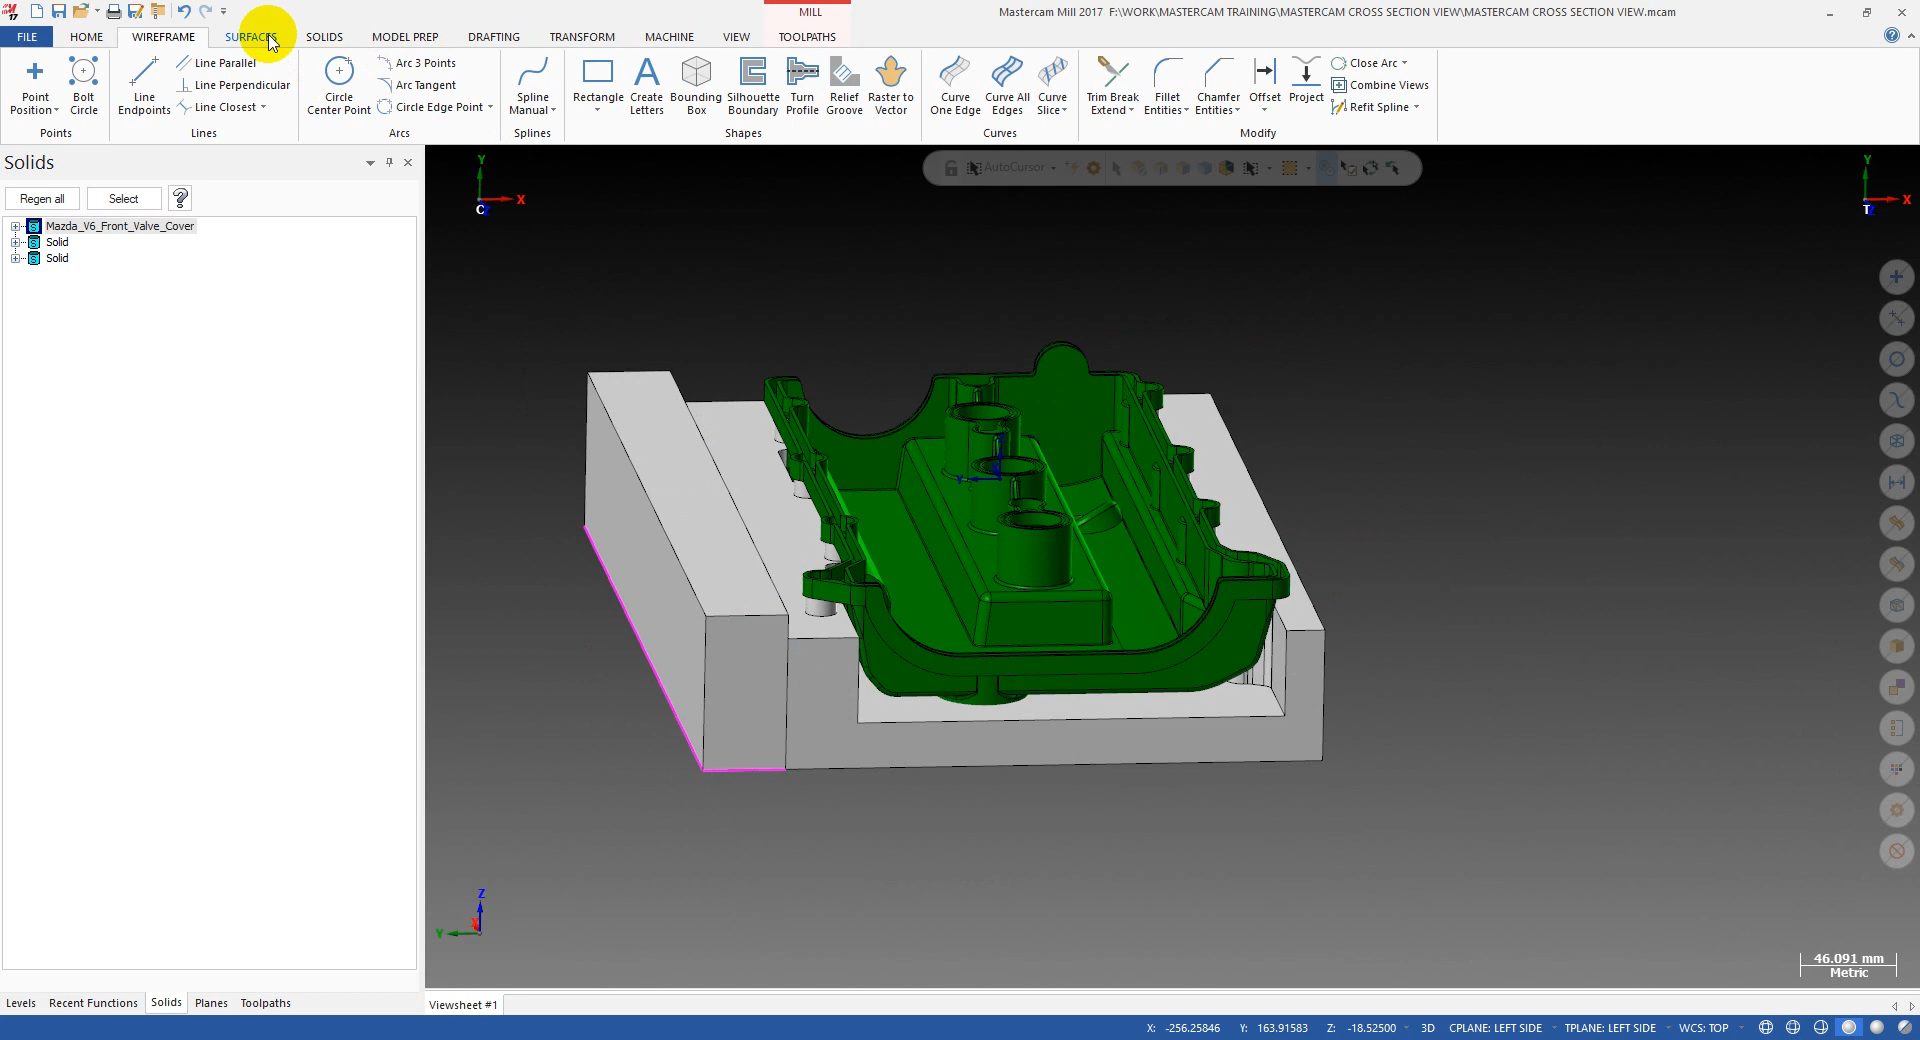 MILL
Mastercam Mill 2017  F:\WORK\MASTERCAM TRAINING\MASTERCAM CROSS SECTION VIEW\MASTERCAM CROSS SECTION VIEW.mcam
FILE HOME WIREFRAME SURFACES SOLIDS MODEL PREP DRAFTING TRANSFORM MACHINE VIEW TOOLPATHS
Point Position
Bolt Circle
Points
Line Endpoints
Line Parallel
Line Perpendicular
Line Closest
Lines
Circle Center Point
Arc 3 Points
Arc Tangent
Circle Edge Point
Arcs
Spline Manual
Splines
Rectangle
Create Letters
Bounding Box
Silhouette Boundary
Turn Profile
Relief Groove
Raster to Vector
Shapes
Curve One Edge
Curve All Edges
Curve Slice
Curves
Trim Break Extend
Fillet Entities
Chamfer Entities
Offset
Project
Close Arc
Combine Views
Refit Spline
Modify
Solids
Regen all
Select
Mazda_V6_Front_Valve_Cover
Solid
Solid
AutoCursor
Y
X
C
Y
X
T
Y
Z
Y
X
46.091 mm
Metric
Levels Recent Functions Solids Planes Toolpaths
Viewsheet #1
X: -256.25846 Y: 163.91583 Z: -18.52500 3D CPLANE: LEFT SIDE TPLANE: LEFT SIDE WCS: TOP